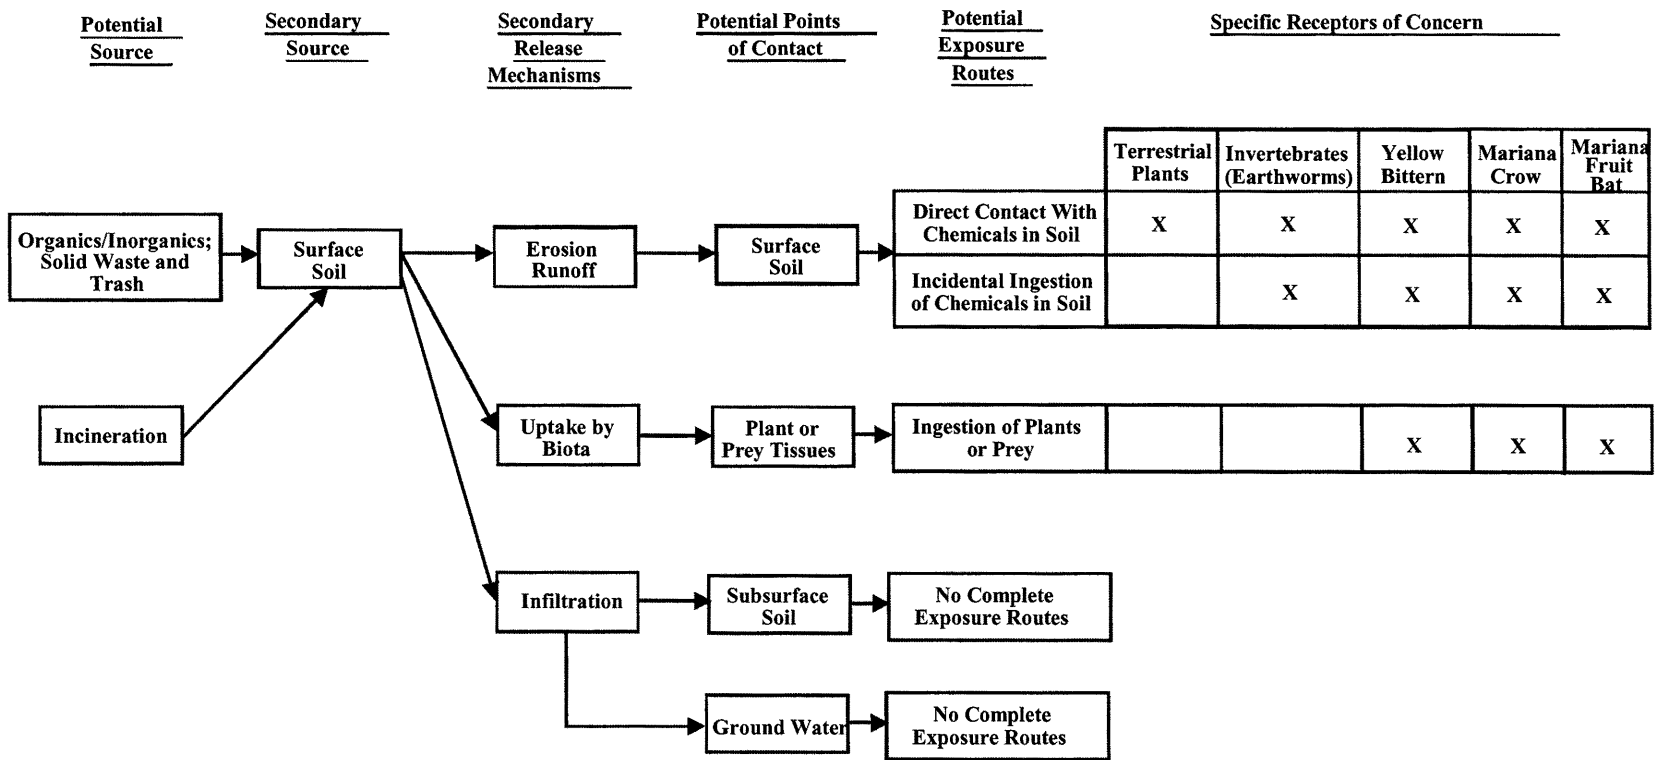 Potential
Source
Secondary
Source
Secondary
Release
Mechanisms
Potential Points
of Contact
Potential
Exposure
Routes
Specific Receptors of Concern
Terrestrial
Plants
Invertebrates
(Earthworms)
Yellow
Bittern
Mariana
Crow
Mariana
Fruit
Bat
Organics/Inorganics;
Solid Waste and
Trash
Surface
Soil
Erosion
Runoff
Surface
Soil
Direct Contact With
Chemicals in Soil
X X X X X
Incidental Ingestion
of Chemicals in Soil
X X X X
Incineration
Uptake by
Biota
Plant or
Prey Tissues
Ingestion of Plants
or Prey
X X X
Infiltration
Subsurface
Soil
No Complete
Exposure Routes
Ground Water
No Complete
Exposure Routes